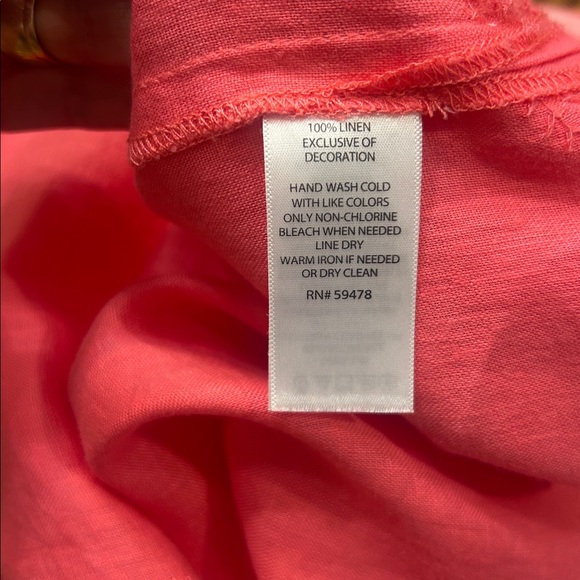 100% LINEN
EXCLUSIVE OF
DECORATION
HAND WASH COLD
WITH LIKE COLORS
ONLY NON-CHLORINE
BLEACH WHEN NEEDED
LINE DRY
WARM IRON IF NEEDED
OR DRY CLEAN
RN# 59478